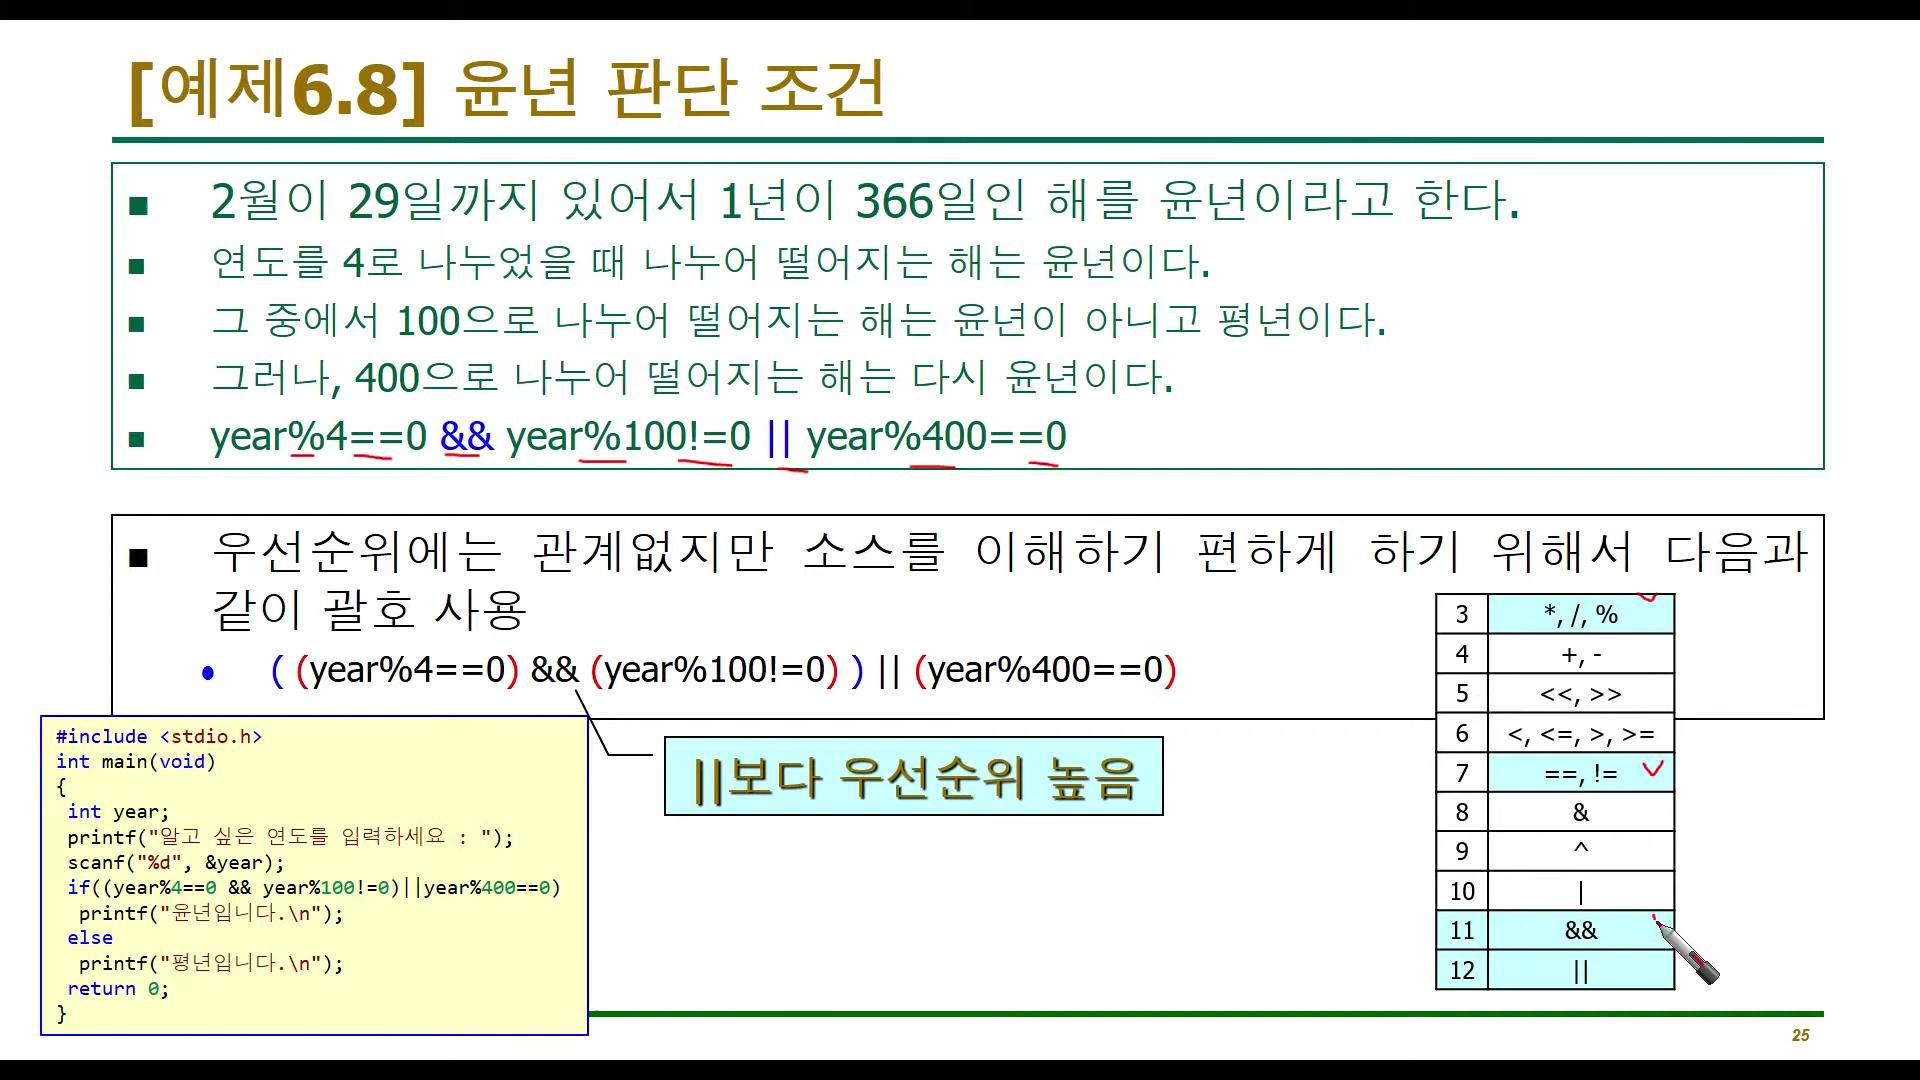 [예제6.8] 윤년 판단 조건
■ 2월이 29일까지 있어서 1년이 366일인 해를 윤년이라고 한다.
■ 연도를 4로 나누었을 때 나누어 떨어지는 해는 윤년이다.
■ 그 중에서 100으로 나누어 떨어지는 해는 윤년이 아니고 평년이다.
■ 그러나, 400으로 나누어 떨어지는 해는 다시 윤년이다.
■ year%4==0 && year%100!=0 || year%400==0
■ 우선순위에는 관계없지만 소스를 이해하기 편하게 하기 위해서 다음과
같이 괄호 사용
• ( (year%4==0) && (year%100!=0) ) || (year%400==0)
||보다 우선순위 높음
#include <stdio.h>
int main(void)
{
int year;
printf("알고 싶은 연도를 입력하세요 : ");
scanf("%d", &year);
if((year%4==0 && year%100!=0)||year%400==0)
printf("윤년입니다.\n");
else
printf("평년입니다.\n");
return 0;
}
3 *, /, %
4 +, -
5 <<, >>
6 <, <=, >, >=
7 ==, !=
8 &
9 ^
10 |
11 &&
12 ||
25